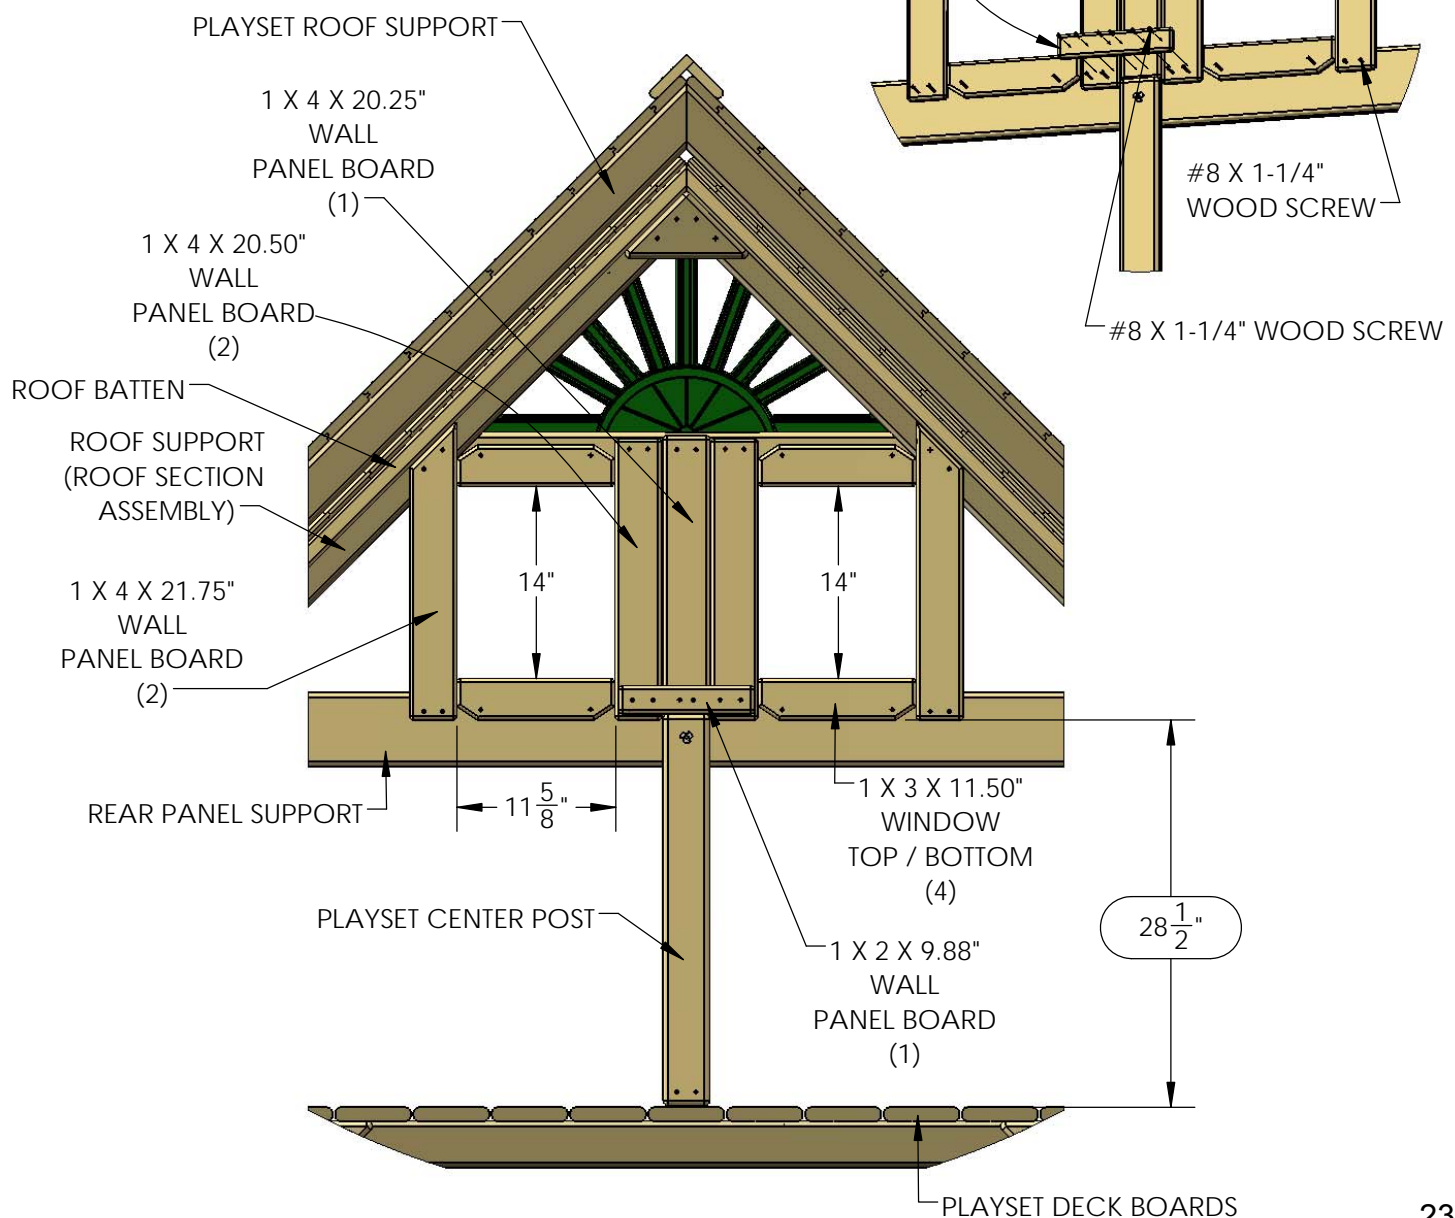 PLAYSET ROOF SUPPORT
1 X 4 X 20.25"
WALL
PANEL BOARD
(1)
1 X 4 X 20.50"
WALL
PANEL BOARD
(2)
ROOF BATTEN
ROOF SUPPORT
(ROOF SECTION
ASSEMBLY)
1 X 4 X 21.75"
WALL
PANEL BOARD
(2)
#8 X 1-1/4"
WOOD SCREW
#8 X 1-1/4" WOOD SCREW
14"
14"
REAR PANEL SUPPORT
11 5/8"
1 X 3 X 11.50"
WINDOW
TOP / BOTTOM
(4)
PLAYSET CENTER POST
28 1/2"
1 X 2 X 9.88"
WALL
PANEL BOARD
(1)
PLAYSET DECK BOARDS
23